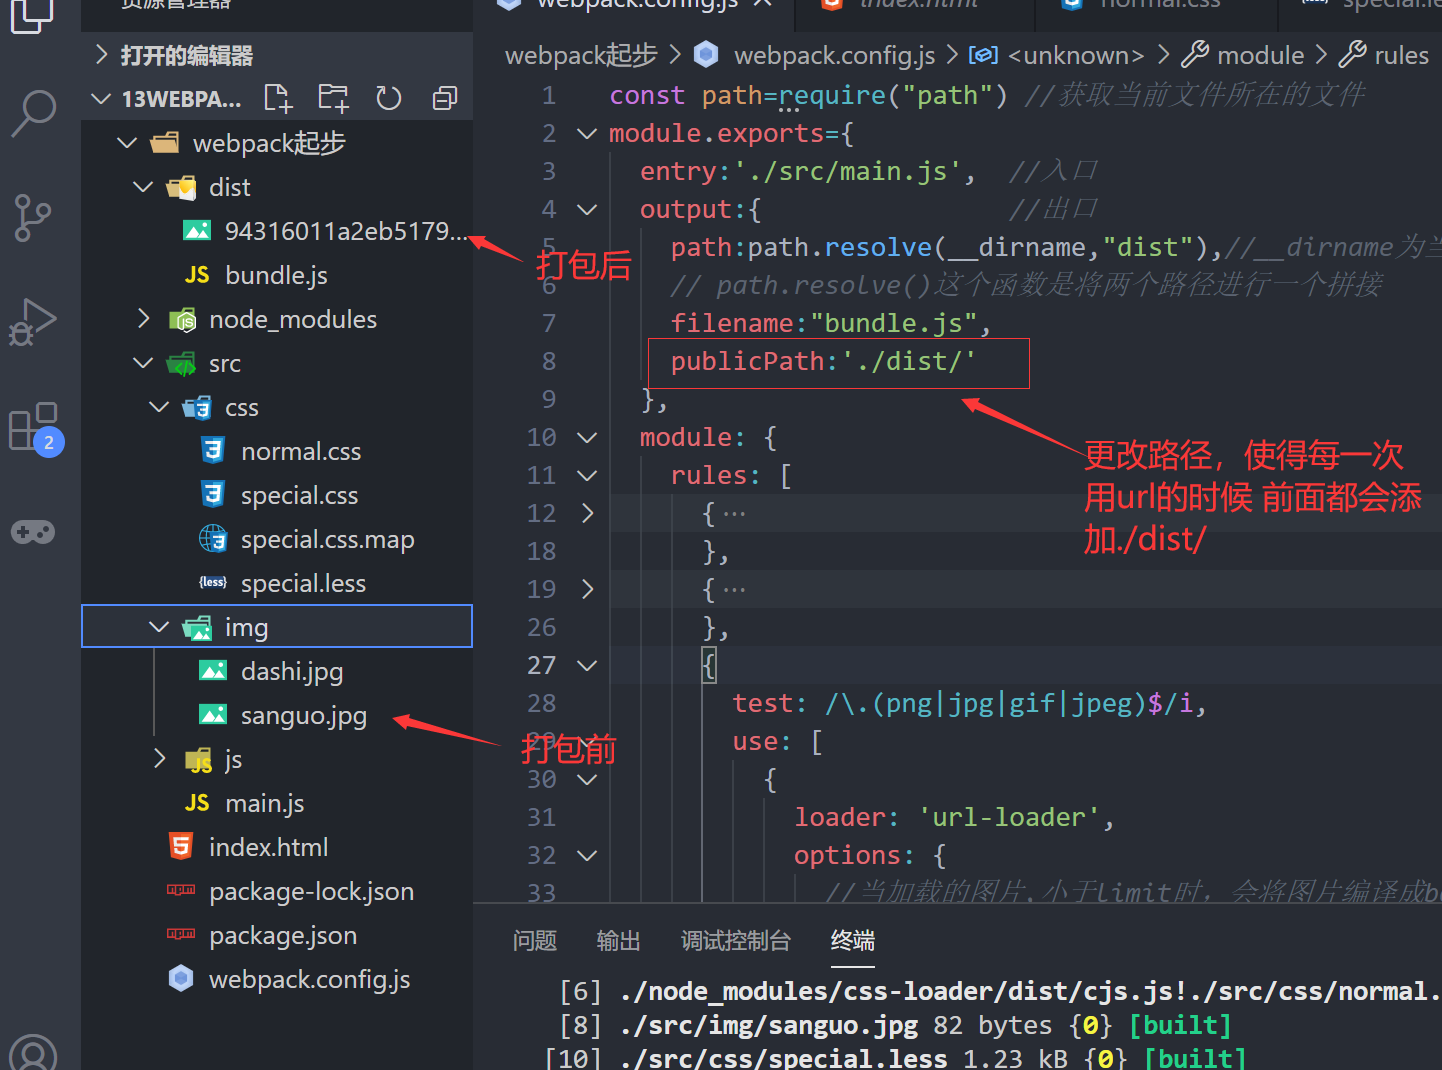 资源管理器
打开的编辑器
13WEBPA...
webpack起步
dist
94316011a2eb5179...
bundle.js
node_modules
src
css
normal.css
special.css
special.css.map
special.less
img
dashi.jpg
sanguo.jpg
js
main.js
index.html
package-lock.json
package.json
webpack.config.js
2
webpack.config.js
index.html
normal.css
special.le
webpack起步 > webpack.config.js > <unknown> > module > rules
1 const path=require("path") //获取当前文件所在的文件
2 module.exports={
3 entry:'./src/main.js', //入口
4 output:{ //出口
5 path:path.resolve(__dirname,"dist"),//__dirname为当
6 // path.resolve()这个函数是将两个路径进行一个拼接
7 filename:"bundle.js",
8 publicPath:'./dist/'
9 },
10 module: {
11 rules: [
12 {···
18 },
19 {···
26 },
27 {
28 test: /\.(png|jpg|gif|jpeg)$/i,
29 use: [
30 {
31 loader: 'url-loader',
32 options: {
33 //当加载的图片,小于limit时，会将图片编译成b
打包后
更改路径，使得每一次
用url的时候 前面都会添
加./dist/
打包前
问题 输出 调试控制台 终端
[6] ./node_modules/css-loader/dist/cjs.js!./src/css/normal.
[8] ./src/img/sanguo.jpg 82 bytes {0} [built]
[10] ./src/css/special.less 1.23 kB {0} [built]